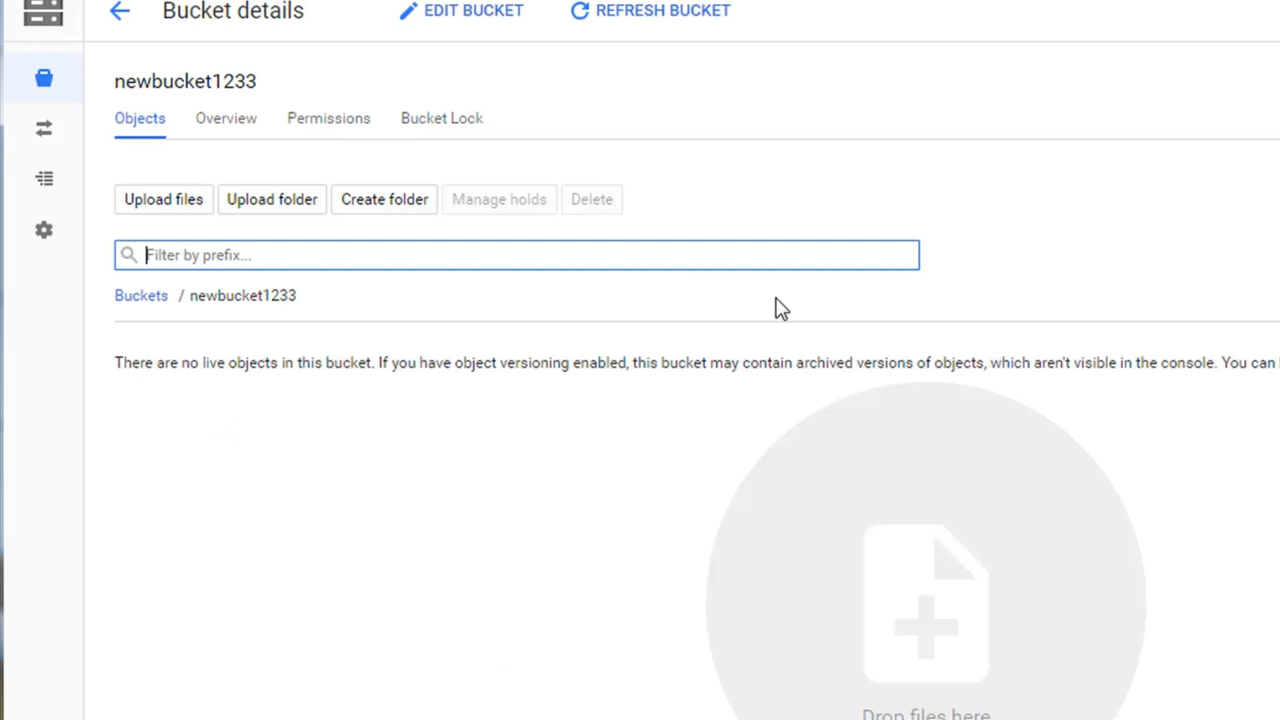 Bucket details EDIT BUCKET REFRESH BUCKET
newbucket1233
Objects Overview Permissions Bucket Lock
Upload files Upload folder Create folder Manage holds Delete
Filter by prefix...
Buckets / newbucket1233
There are no live objects in this bucket. If you have object versioning enabled, this bucket may contain archived versions of objects, which aren't visible in the console. You can
Drop files here